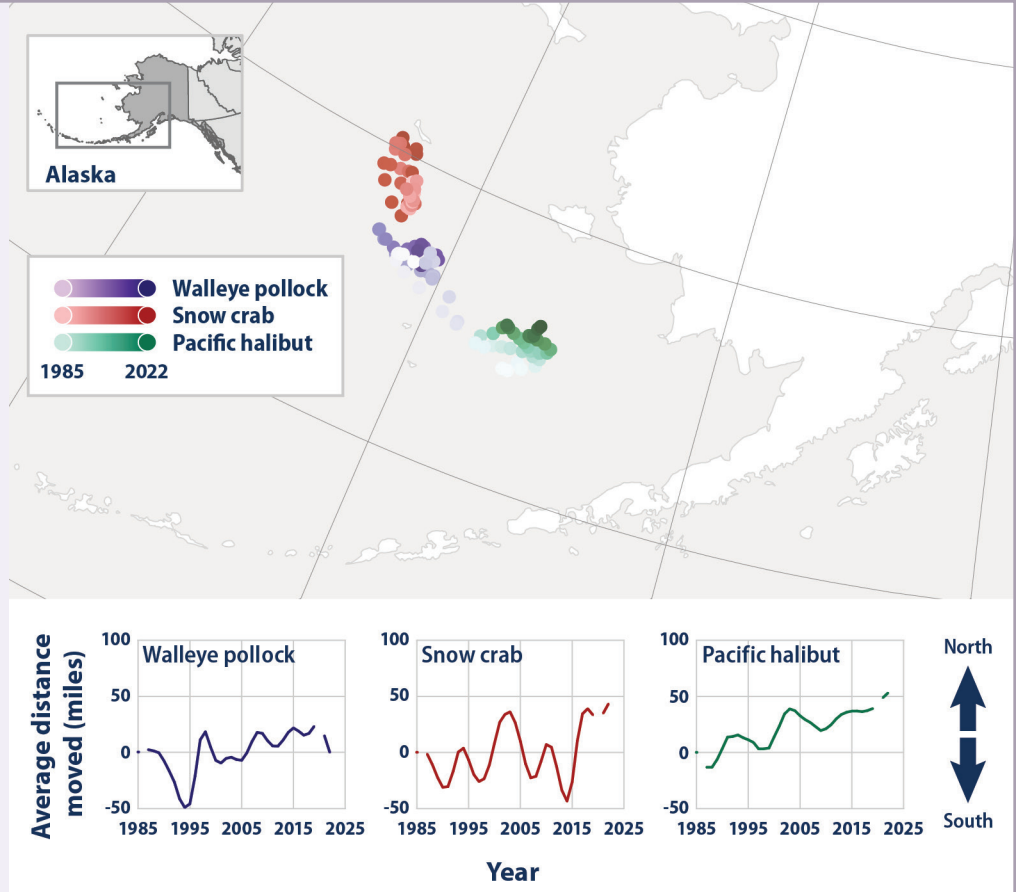 Alaska
Walleye pollock
Snow crab
Pacific halibut
1985 2022
Average distance
moved (miles)
100
50
0
-50
Walleye pollock
1985 1995 2005 2015 2025
100
50
0
-50
Snow crab
1985 1995 2005 2015 2025
100
50
0
-50
Pacific halibut
1985 1995 2005 2015 2025
North
South
Year